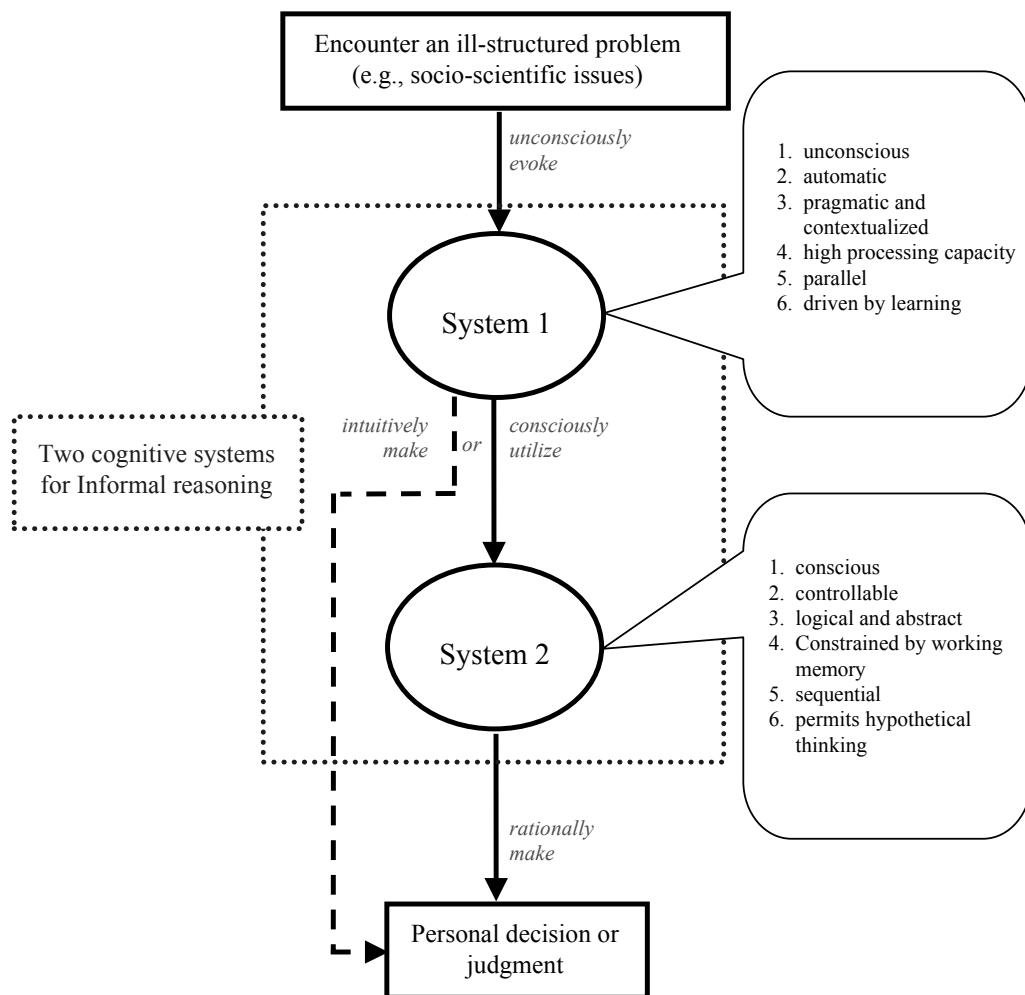 Encounter an ill-structured problem
(e.g., socio-scientific issues)
unconsciously
evoke
1. unconscious
2. automatic
3. pragmatic and
contextualized
4. high processing capacity
5. parallel
6. driven by learning
System 1
intuitively
make
or
consciously
utilize
Two cognitive systems
for Informal reasoning
1. conscious
2. controllable
3. logical and abstract
4. Constrained by working
memory
5. sequential
6. permits hypothetical
thinking
System 2
rationally
make
Personal decision or
judgment